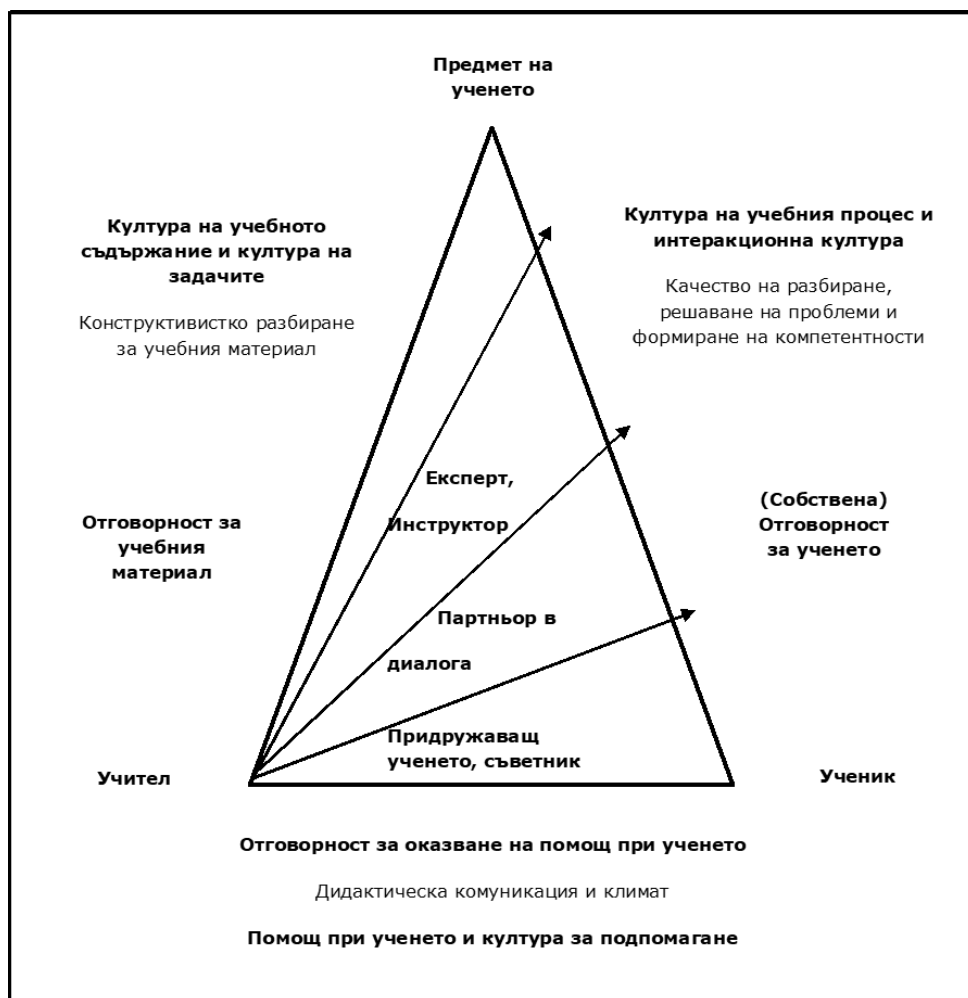 Предмет на
ученето
Култура на учебното
съдържание и култура на
задачите
Конструктивистко разбиране
за учебния материал
Култура на учебния процес и
интеракционна култура
Качество на разбиране,
решаване на проблеми и
формиране на компетентности
Експерт,
Инструктор
Отговорност за
учебния
материал
(Собствена)
Отговорност
за ученето
Партньор в
диалога
Придружаващ
ученето, съветник
Учител
Ученик
Отговорност за оказване на помощ при ученето
Дидактическа комуникация и климат
Помощ при ученето и култура за подпомагане